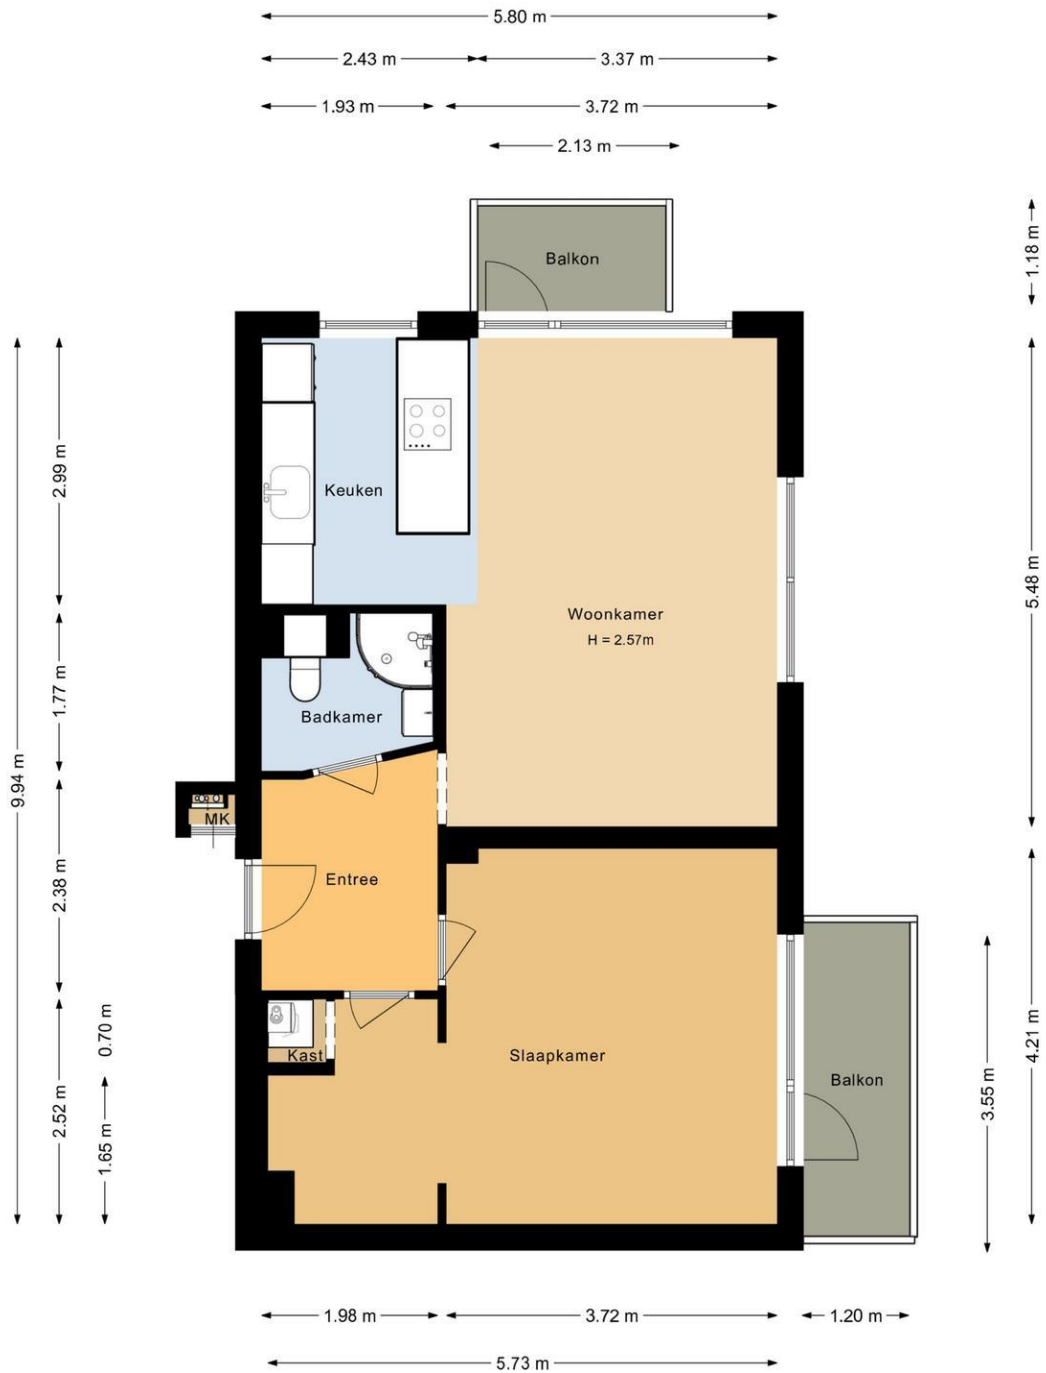 5.80 m
2.43 m
3.37 m
1.93 m
3.72 m
2.13 m
1.18 m
Balkon
9.94 m
2.99 m
5.48 m
Keuken
Woonkamer
H = 2.57m
1.77 m
Badkamer
MK
2.38 m
Entree
4.21 m
3.55 m
2.52 m
0.70 m
1.65 m
Kast
Slaapkamer
Balkon
1.98 m
3.72 m
1.20 m
5.73 m